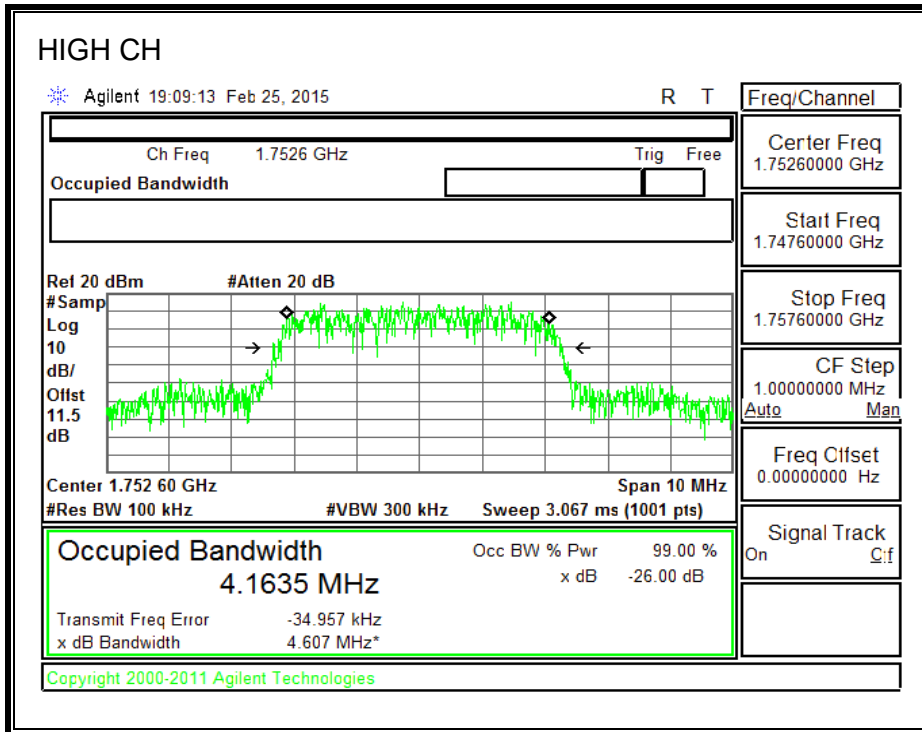 HIGH CH
Agilent 19:09:13 Feb 25, 2015 R T
Freq/Channel
Ch Freq 1.7526 GHz Trig Free
Occupied Bandwidth
Center Freq
1.75260000 GHz
Start Freq
1.74760000 GHz
Stop Freq
1.75760000 GHz
CF Step
1.00000000 MHz
Auto Man
Freq Offset
0.00000000 Hz
Signal Track
On Off
Ref 20 dBm #Atten 20 dB
#Samp
Log
10
dB/
Offst
11.5
dB
Center 1.752 60 GHz Span 10 MHz
#Res BW 100 kHz #VBW 300 kHz Sweep 3.067 ms (1001 pts)
Occupied Bandwidth Occ BW % Pwr 99.00 %
4.1635 MHz x dB -26.00 dB
Transmit Freq Error -34.957 kHz
x dB Bandwidth 4.607 MHz*
Copyright 2000-2011 Agilent Technologies